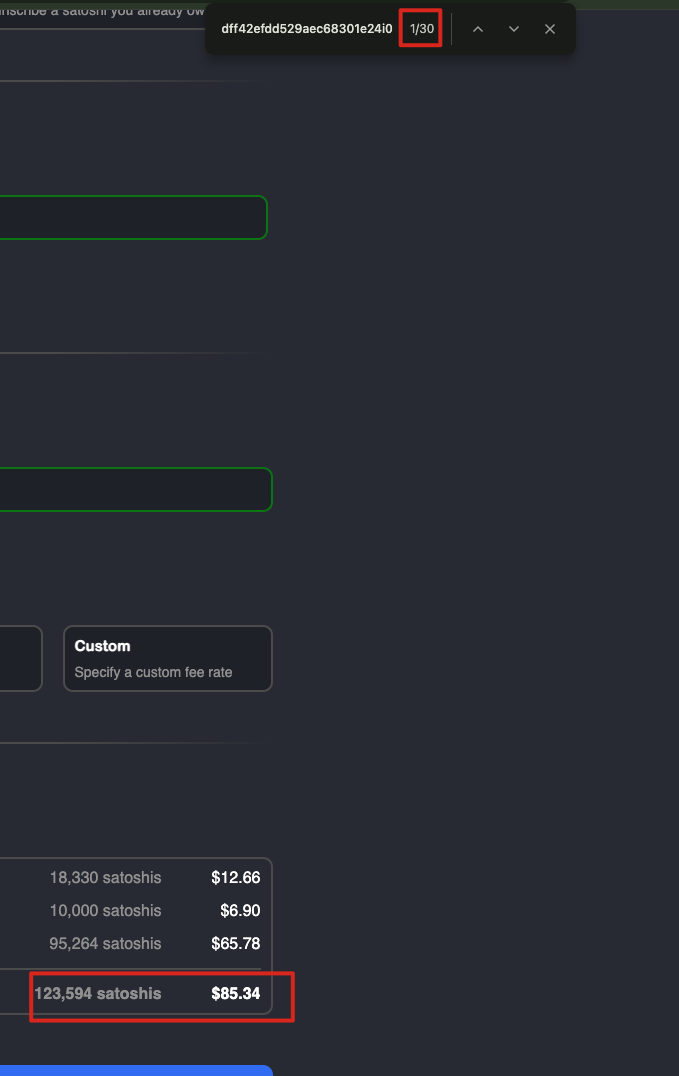 inscribe a satoshi you already ow
dff42efdd529aec68301e24i0 1/30
Custom
Specify a custom fee rate
18,330 satoshis $12.66
10,000 satoshis $6.90
95,264 satoshis $65.78
123,594 satoshis $85.34